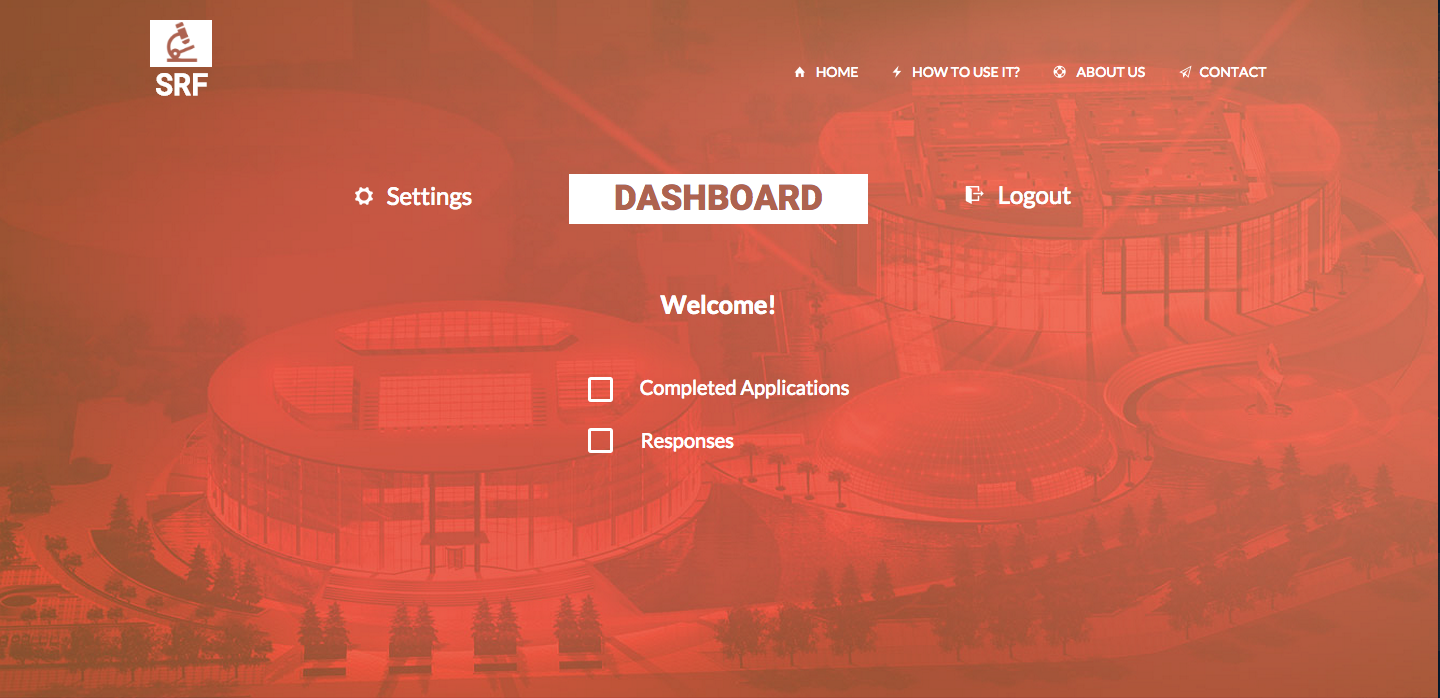 SRF
HOME HOW TO USE IT? ABOUT US CONTACT
Settings DASHBOARD Logout
Welcome!
Completed Applications
Responses